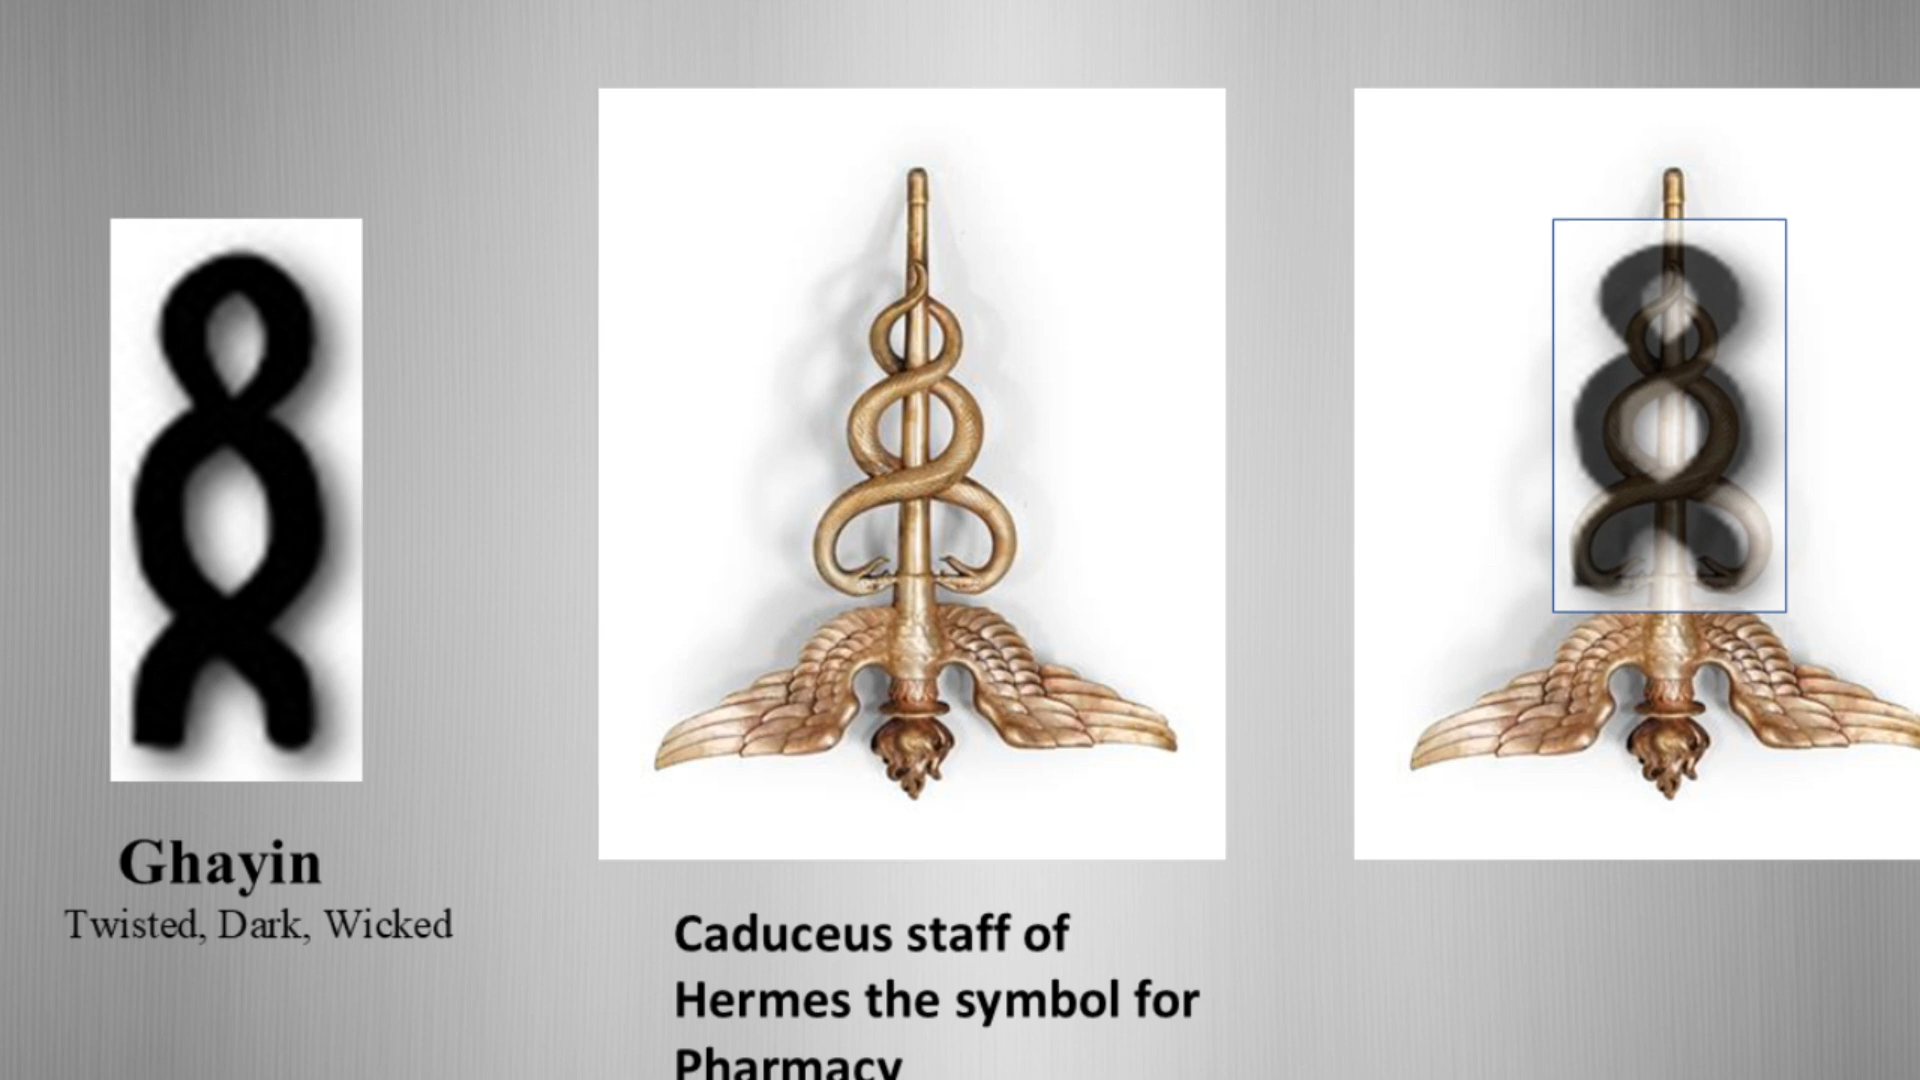 Ghayin
Twisted, Dark, Wicked
Caduceus staff of
Hermes the symbol for
Pharmacy